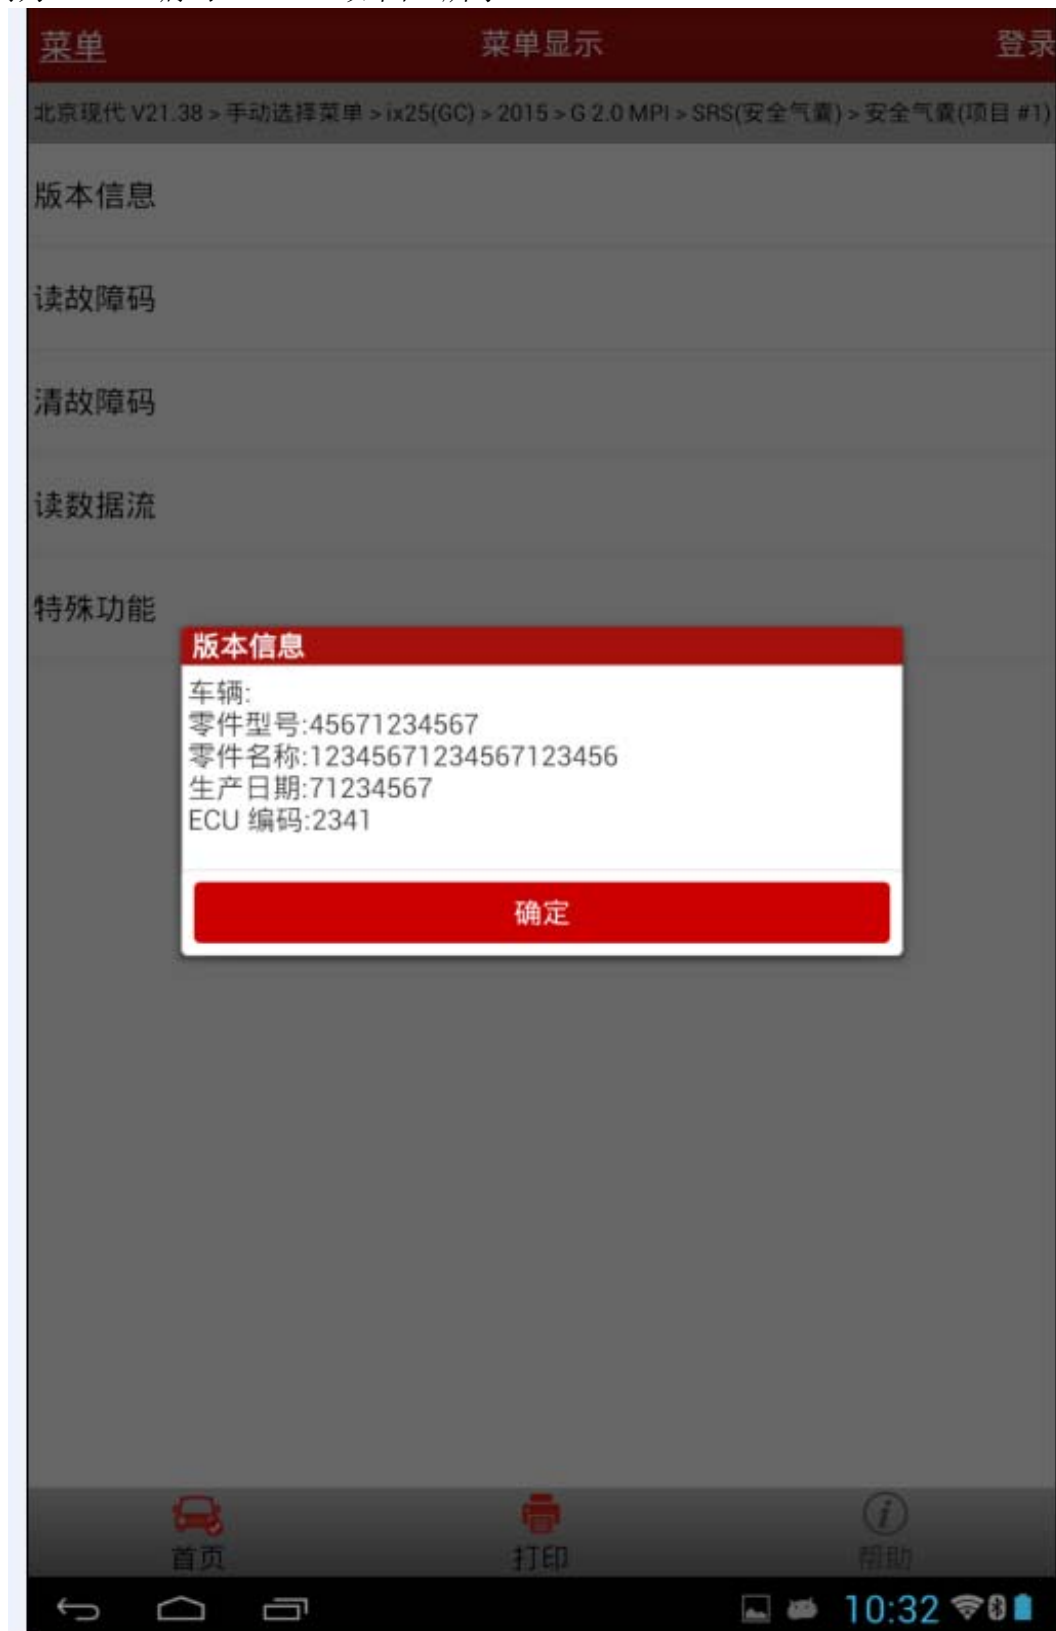 菜单 菜单显示 登录
北京现代 V21.38 > 手动选择菜单 > ix25(GC) > 2015 > G 2.0 MPI > SRS(安全气囊) > 安全气囊(项目 #1)
版本信息
读故障码
清故障码
读数据流
特殊功能
版本信息
车辆:
零件型号:45671234567
零件名称:12345671234567123456
生产日期:71234567
ECU 编码:2341
确定
首页 打印 帮助
10:32